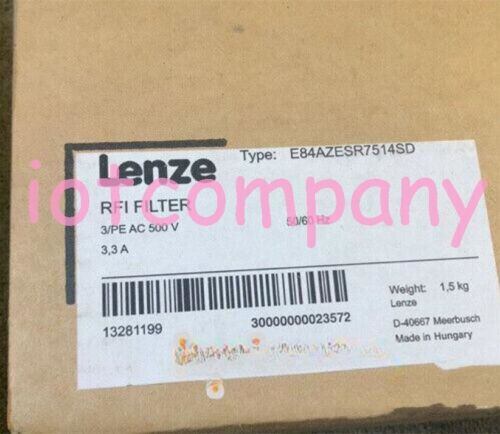 iotcompany
Lenze
Type: E84AZESR7514SD
RFI FILTER
3/PE AC 500 V 50/60 Hz
3,3 A
Weight: 1,5 kg
Lenze
13281199 30000000023572
D-40667 Meerbusch
Made in Hungary